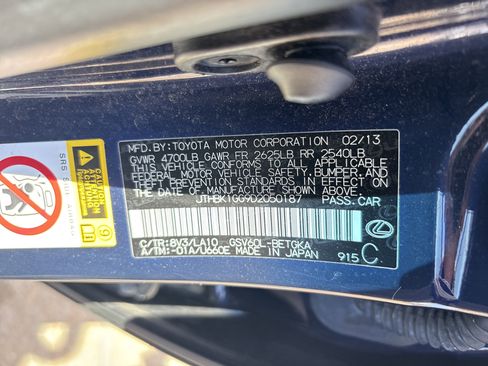 MFD.BY:TOYOTA MOTOR CORPORATION 02/13
GVWR 4700LB GAWR FR 2625LB RR 2540LB
THIS VEHICLE CONFORMS TO ALL APPLICABLE
FEDERAL MOTOR VEHICLE SAFETY, BUMPER, AND
THEFT PREVENTION STANDARDS IN EFFECT ON
THE DATE OF MANUFACTURE SHOWN ABOVE.
JTHBK1GG9D2050187 PASS.CAR
C/TR:8V3/LA10 GSV60L-BETGKA
A/TM:-01A/U660E MADE IN JAPAN 915 C